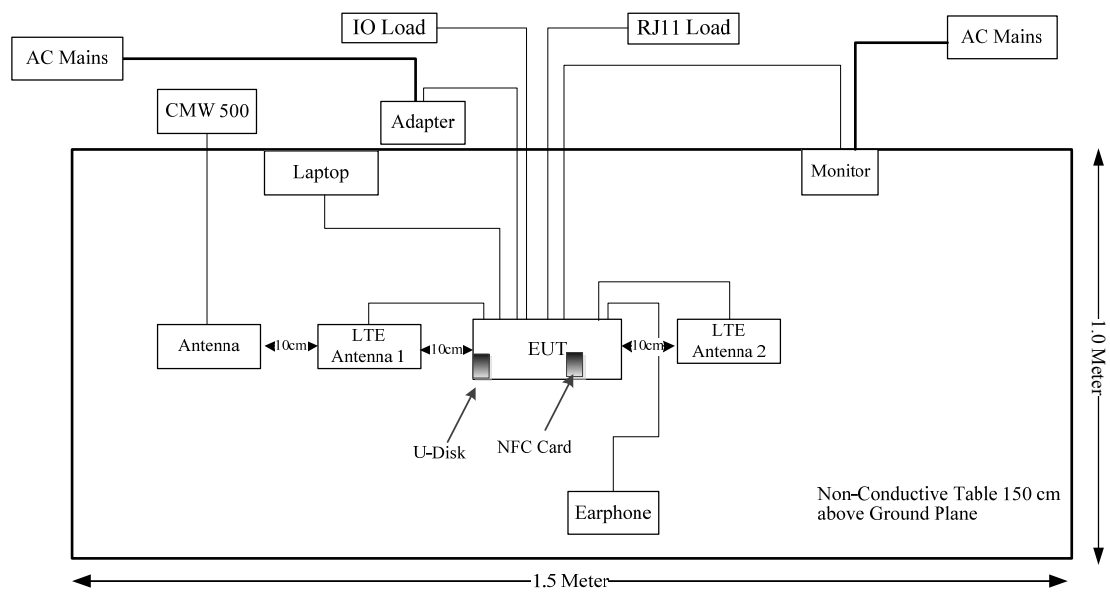 IO Load
RJ11 Load
AC Mains
AC Mains
CMW 500
Adapter
Laptop
Monitor
Antenna
10cm
LTE
Antenna 1
10cm
EUT
10cm
LTE
Antenna 2
U-Disk
NFC Card
Earphone
Non-Conductive Table 150 cm
above Ground Plane
1.0 Meter
1.5 Meter